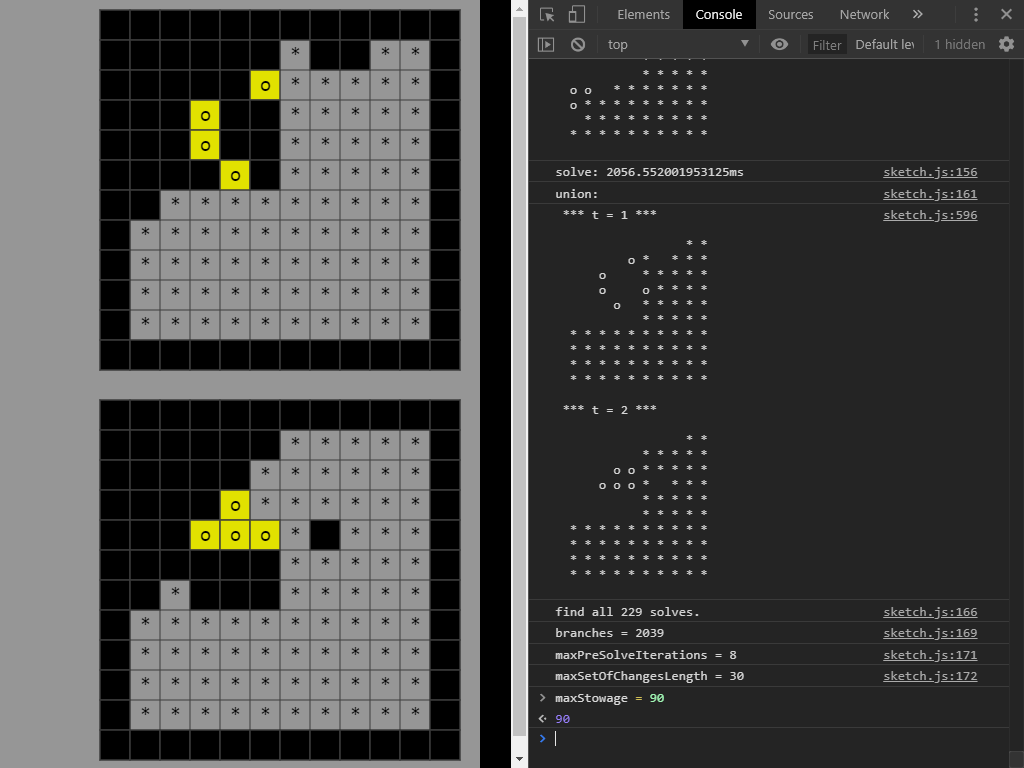 * * *
o * * * * *
o * * * * *
o * * * * *
o * * * * *
* * * * * * * * *
* * * * * * * * * *
* * * * * * * * * *
* * * * * * * * * *
* * * * * * * * * *
* * * * *
* * * * * *
o * * * * * *
o o o * * * *
* * * * *
* * * * * *
* * * * * * * * * *
* * * * * * * * * *
* * * * * * * * * *
* * * * * * * * * *
Elements Console Sources Network »
top Filter Default lev 1 hidden
* * * * *
o o * * * * * * *
o * * * * * * * * *
* * * * * * * * *
* * * * * * * * * *
solve: 2056.552001953125ms sketch.js:156
union: sketch.js:161
*** t = 1 *** sketch.js:596
* *
o * * * *
o * * * * *
o o * * * *
o * * * * *
* * * * *
* * * * * * * * * *
* * * * * * * * * *
* * * * * * * * * *
* * * * * * * * * *
*** t = 2 ***
* *
* * * * *
o o * * * * *
o o o * * * *
* * * * *
* * * * *
* * * * * * * * * *
* * * * * * * * * *
* * * * * * * * * *
* * * * * * * * * *
find all 229 solves. sketch.js:166
branches = 2039 sketch.js:169
maxPreSolveIterations = 8 sketch.js:171
maxSetOfChangesLength = 30 sketch.js:172
> maxStowage = 90
90
>